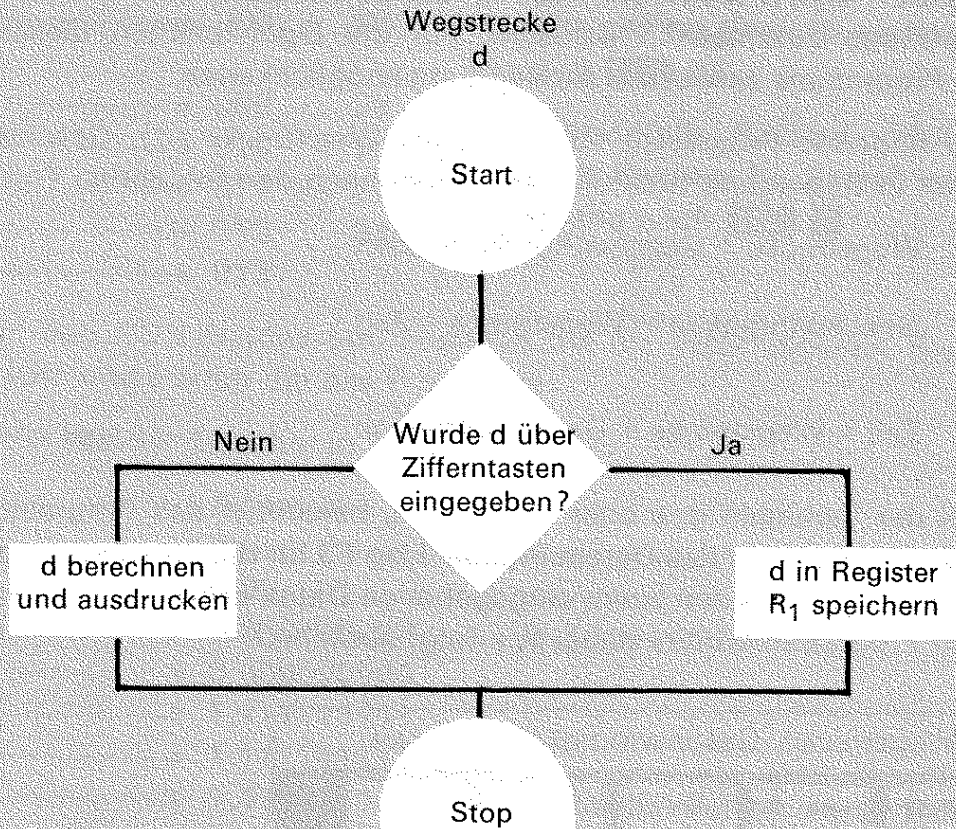 Wegstrecke
d
Start
Nein
Wurde d über
Zifferntasten
eingegeben?
Ja
d berechnen
und ausdrucken
d in Register
R₁ speichern
Stop